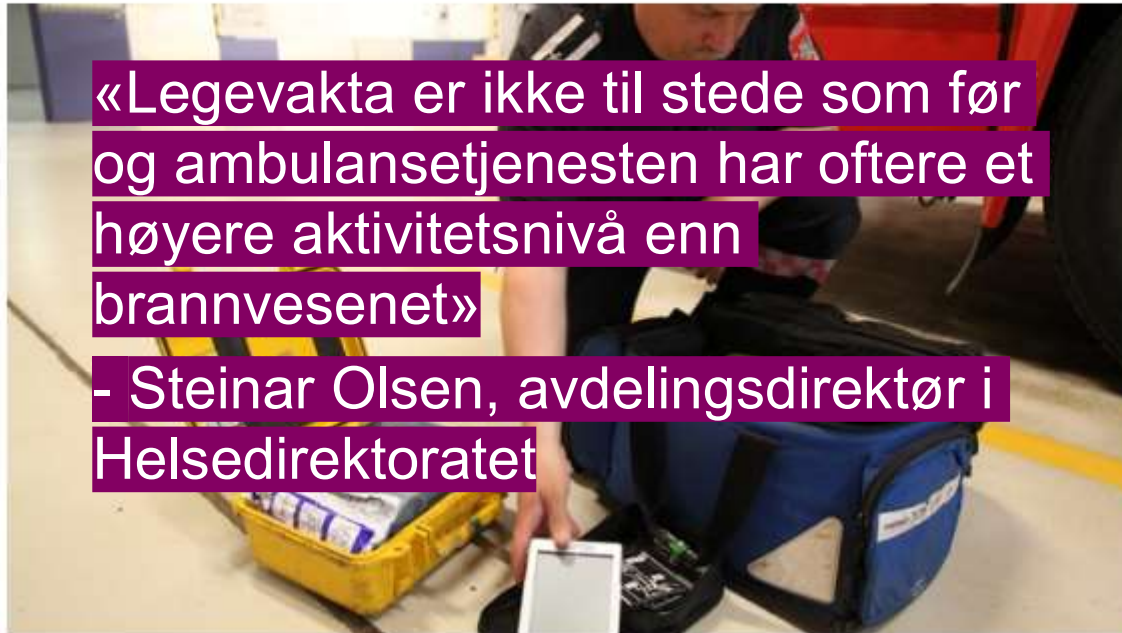 «Legevakta er ikke til stede som før
og ambulansetjenesten har oftere et
høyere aktivitetsnivå enn
brannvesenet»
- Steinar Olsen, avdelingsdirektør i
Helsedirektoratet